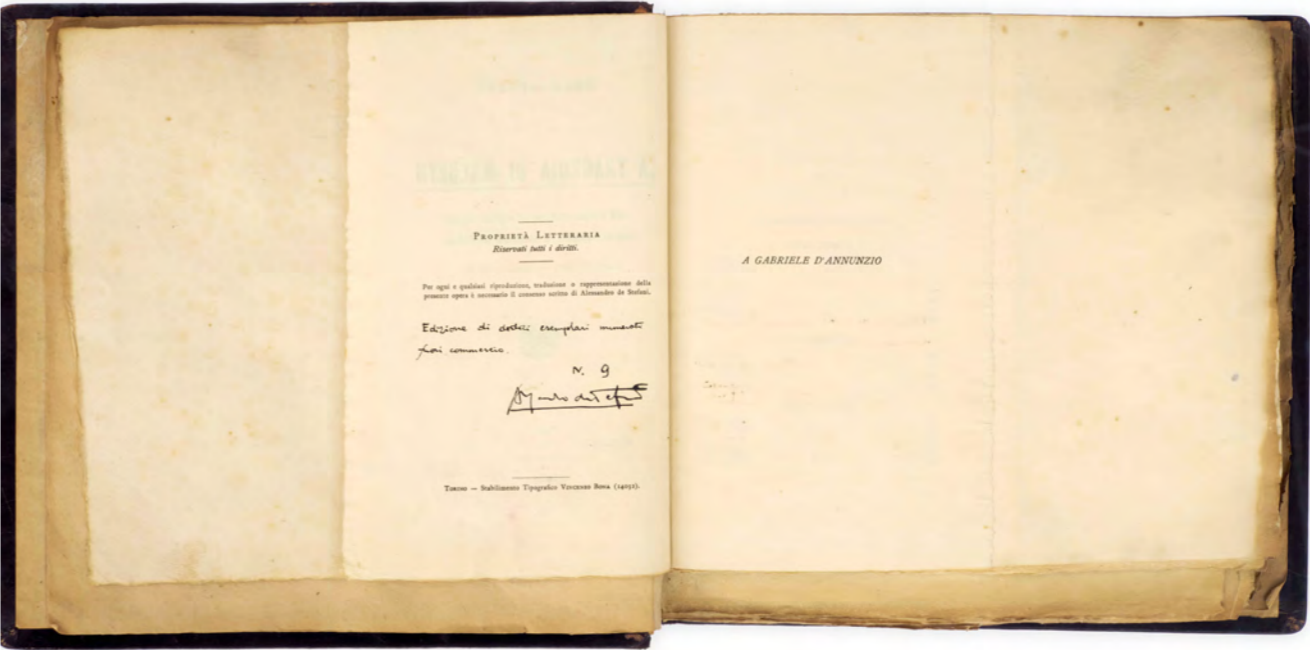 PROPRIETÀ LETTERARIA
Riservati tutti i diritti.
Per ogni e qualsiasi riproduzione, traduzione o rappresentazione della
presente opera è necessario il consenso scritto di Alessandro de Stefani.
Edizione di dodici esemplari numerati
fuori commercio.
N. 9
TORINO — Stabilimento Tipografico VINCENZO BONA (14252).
A GABRIELE D'ANNUNZIO